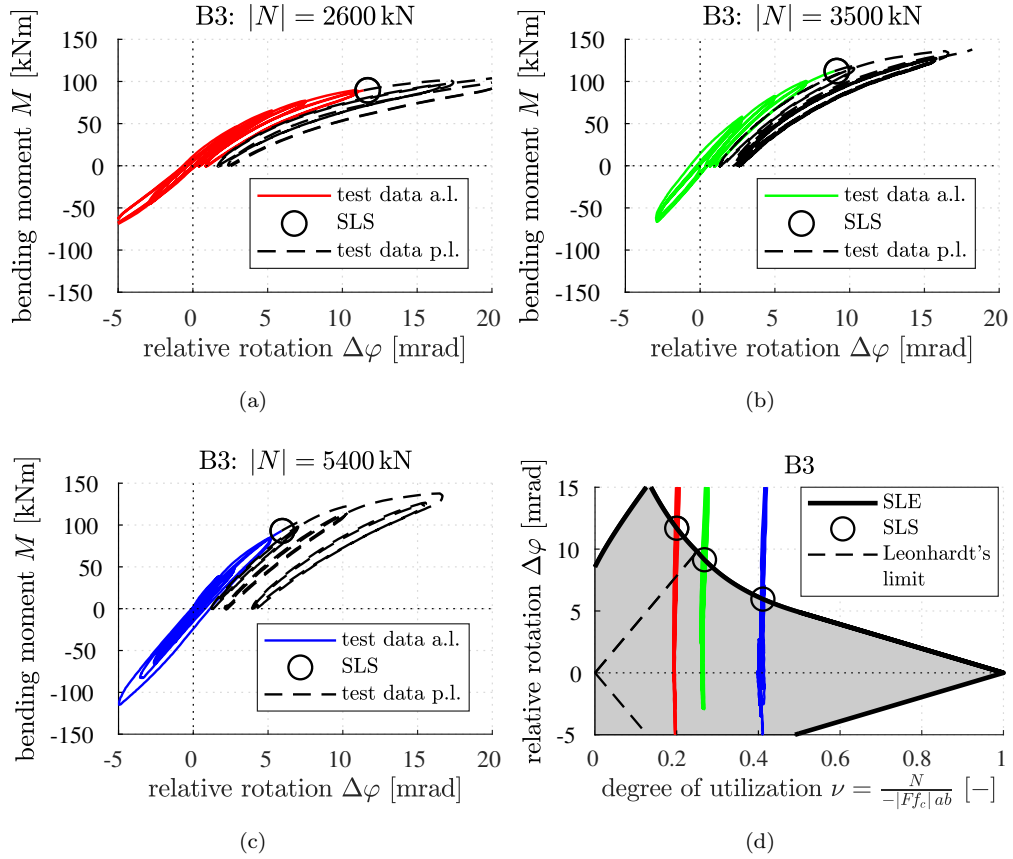 B3: |N| = 2600 kN
bending moment M [kNm]
150
100
50
0
-50
-100
-150
test data a.l.
SLS
test data p.l.
-5 0 5 10 15 20
relative rotation Δφ [mrad]
(a)
B3: |N| = 3500 kN
bending moment M [kNm]
150
100
50
0
-50
-100
-150
test data a.l.
SLS
test data p.l.
-5 0 5 10 15 20
relative rotation Δφ [mrad]
(b)
B3: |N| = 5400 kN
bending moment M [kNm]
150
100
50
0
-50
-100
-150
test data a.l.
SLS
test data p.l.
-5 0 5 10 15 20
relative rotation Δφ [mrad]
(c)
B3
relative rotation Δφ [mrad]
15
10
5
0
-5
SLE
SLS
Leonhardt's
limit
0 0.2 0.4 0.6 0.8 1
degree of utilization ν = N / -|F f_c| ab [−]
(d)